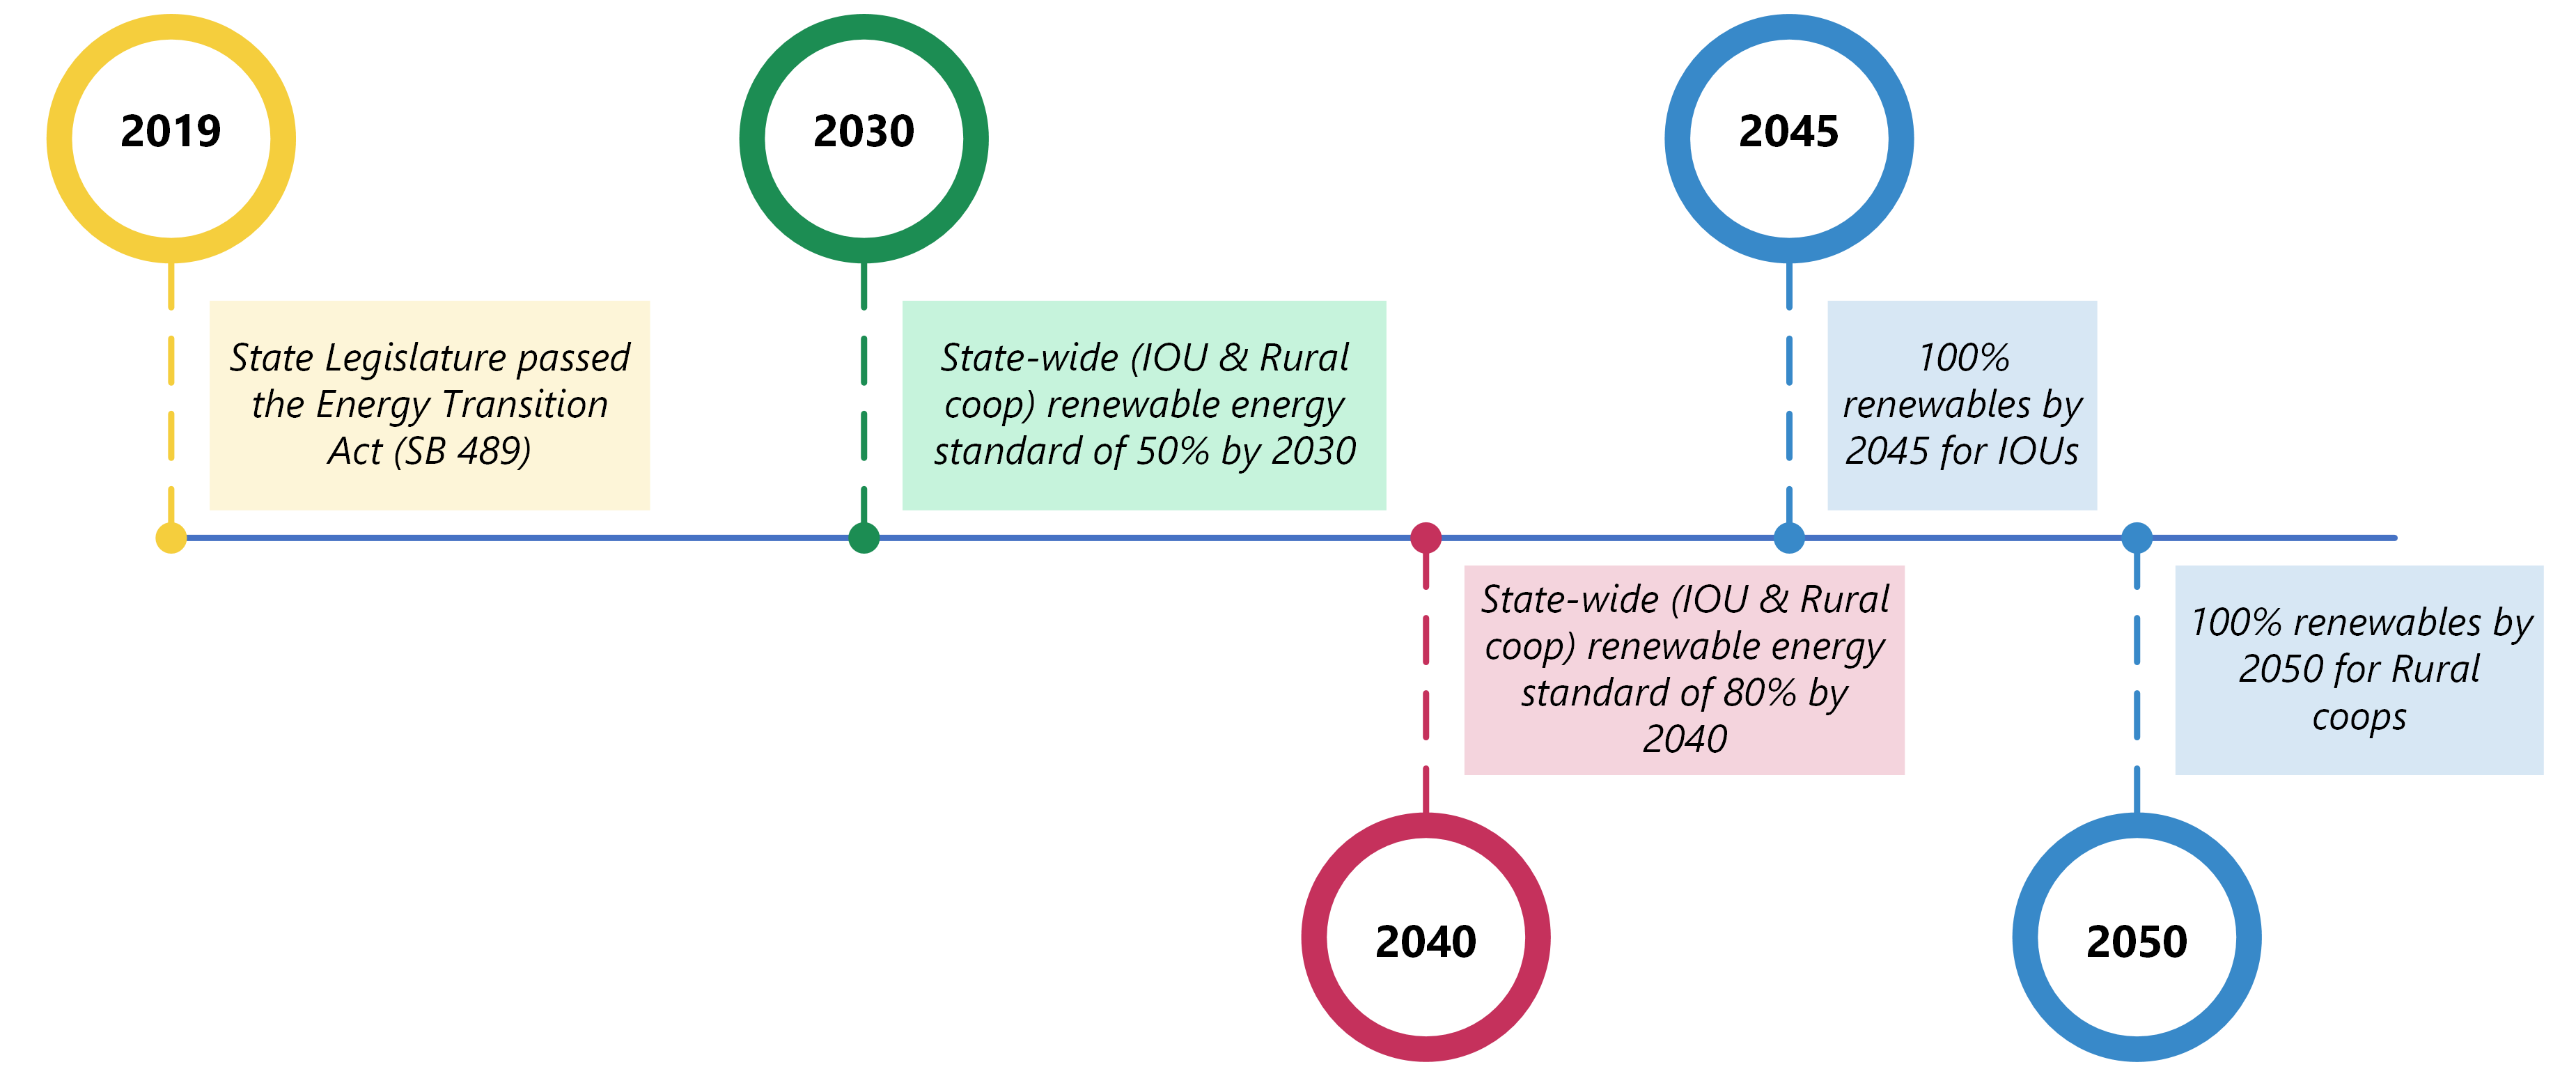 2019
State Legislature passed
the Energy Transition
Act (SB 489)
2030
State-wide (IOU & Rural
coop) renewable energy
standard of 50% by 2030
2040
State-wide (IOU & Rural
coop) renewable energy
standard of 80% by
2040
2045
100%
renewables by
2045 for IOUs
2050
100% renewables by
2050 for Rural
coops